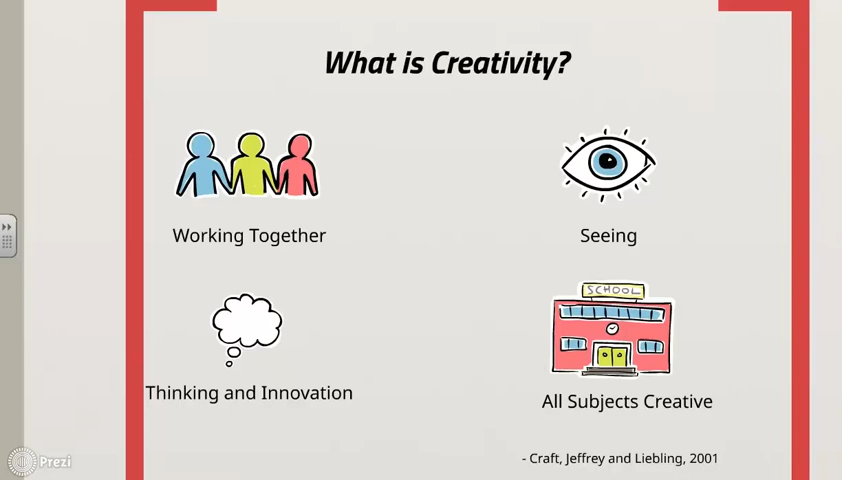 What is Creativity?
Working Together
Seeing
SCHOOL
Thinking and Innovation
All Subjects Creative
- Craft, Jeffrey and Liebling, 2001
Prezi